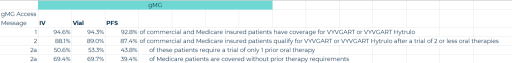 gMG
gMG Access
Message IV Vial PFS
1 94.6% 94.3% 92.8% of commercial and Medicare insured patients have coverage for VYVGART or VYVGART Hytrulo
2 88.1% 89.0% 87.4% of commercial and Medicare insured patients qualify for VYVGART or VYVGART Hytrulo after a trial of 2 or less oral therapies
2a 50.6% 53.3% 43.8% of these patients require a trial of only 1 prior oral therapy
2a 69.4% 69.7% 39.4% of Medicare patients are covered without prior therapy requirements